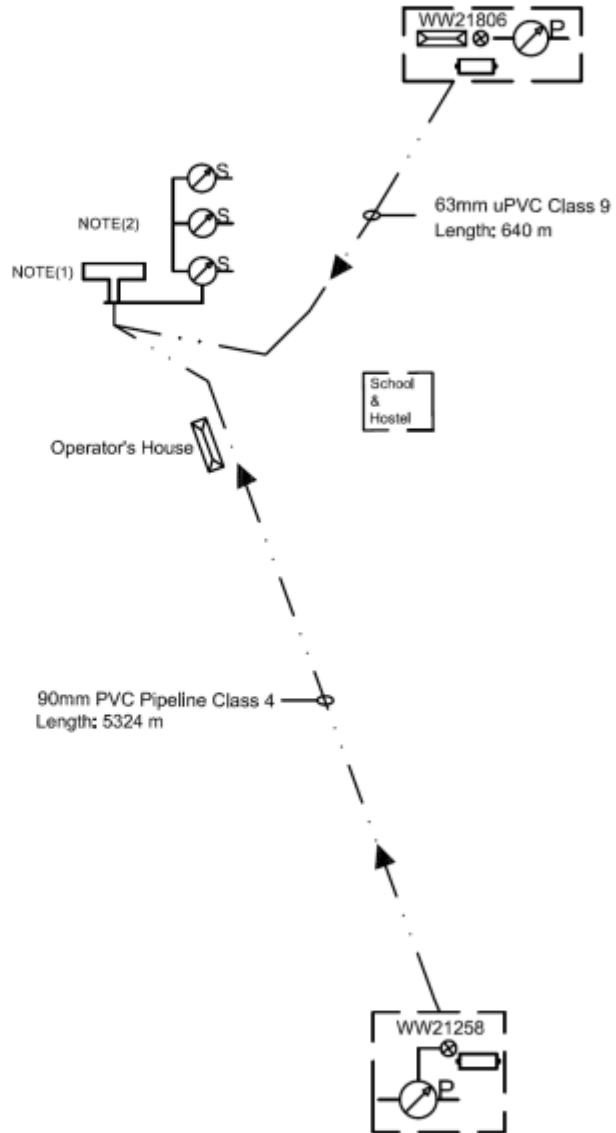 WW21806
P
63mm uPVC Class 9
Length: 640 m
S
NOTE(2)
S
NOTE(1)
S
School
&
Hostel
Operator's House
90mm PVC Pipeline Class 4
Length: 5324 m
WW21258
P